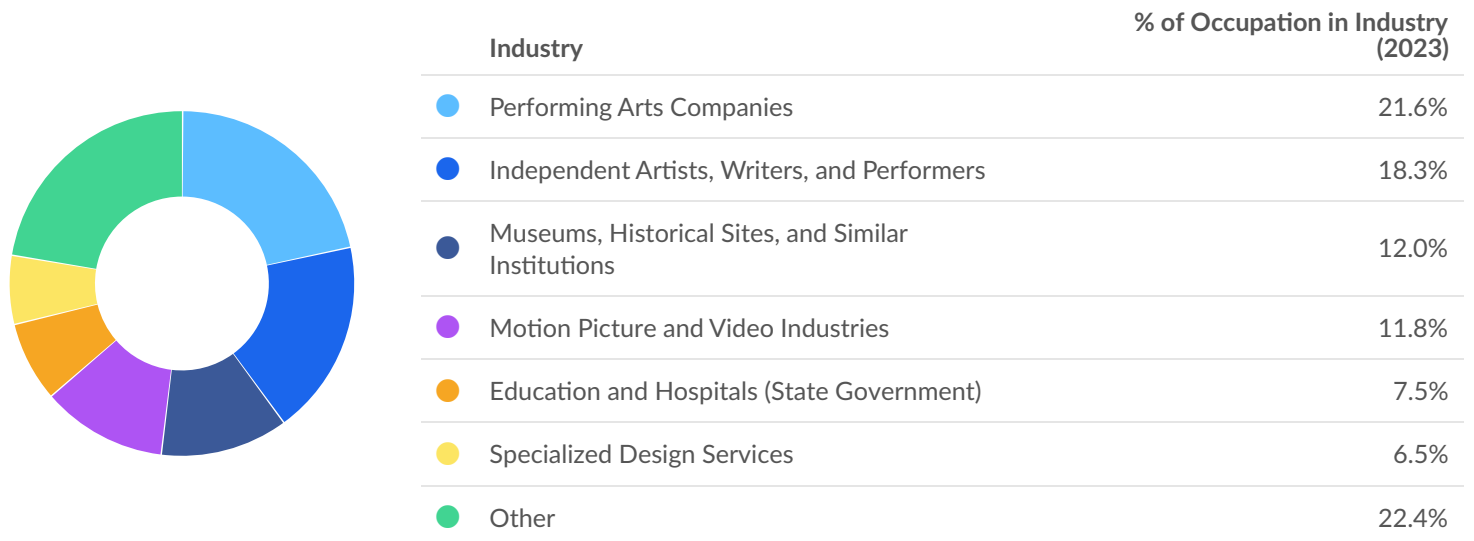 % of Occupation in Industry
Industry (2023)
Performing Arts Companies 21.6%
Independent Artists, Writers, and Performers 18.3%
Museums, Historical Sites, and Similar
Institutions 12.0%
Motion Picture and Video Industries 11.8%
Education and Hospitals (State Government) 7.5%
Specialized Design Services 6.5%
Other 22.4%